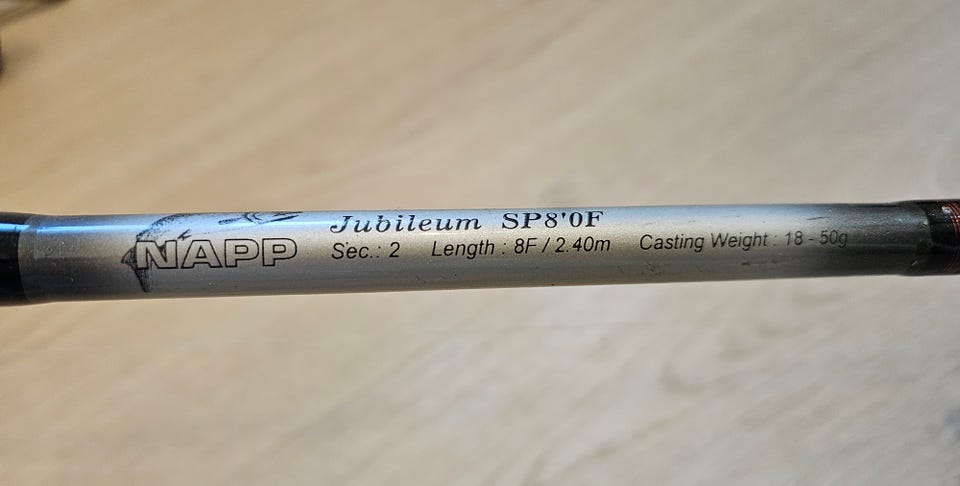 NAPP
Jubileum SP8'0F
Sec.: 2 Length : 8F / 2.40m Casting Weight : 18 - 50g